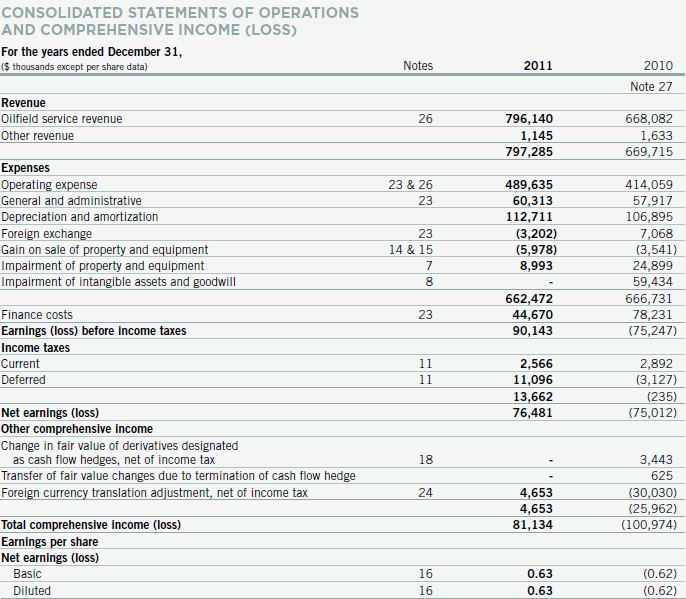 CONSOLIDATED STATEMENTS OF OPERATIONS
AND COMPREHENSIVE INCOME (LOSS)
For the years ended December 31,
($ thousands except per share data) Notes 2011 2010
Note 27
Revenue
Oilfield service revenue 26 796,140 668,082
Other revenue 1,145 1,633
797,285 669,715
Expenses
Operating expense 23 & 26 489,635 414,059
General and administrative 23 60,313 57,917
Depreciation and amortization 112,711 106,895
Foreign exchange 23 (3,202) 7,068
Gain on sale of property and equipment 14 & 15 (5,978) (3,541)
Impairment of property and equipment 7 8,993 24,899
Impairment of intangible assets and goodwill 8 - 59,434
662,472 666,731
Finance costs 23 44,670 78,231
Earnings (loss) before income taxes 90,143 (75,247)
Income taxes
Current 11 2,566 2,892
Deferred 11 11,096 (3,127)
13,662 (235)
Net earnings (loss) 76,481 (75,012)
Other comprehensive income
Change in fair value of derivatives designated
as cash flow hedges, net of income tax 18 - 3,443
Transfer of fair value changes due to termination of cash flow hedge - 625
Foreign currency translation adjustment, net of income tax 24 4,653 (30,030)
4,653 (25,962)
Total comprehensive income (loss) 81,134 (100,974)
Earnings per share
Net earnings (loss)
Basic 16 0.63 (0.62)
Diluted 16 0.63 (0.62)